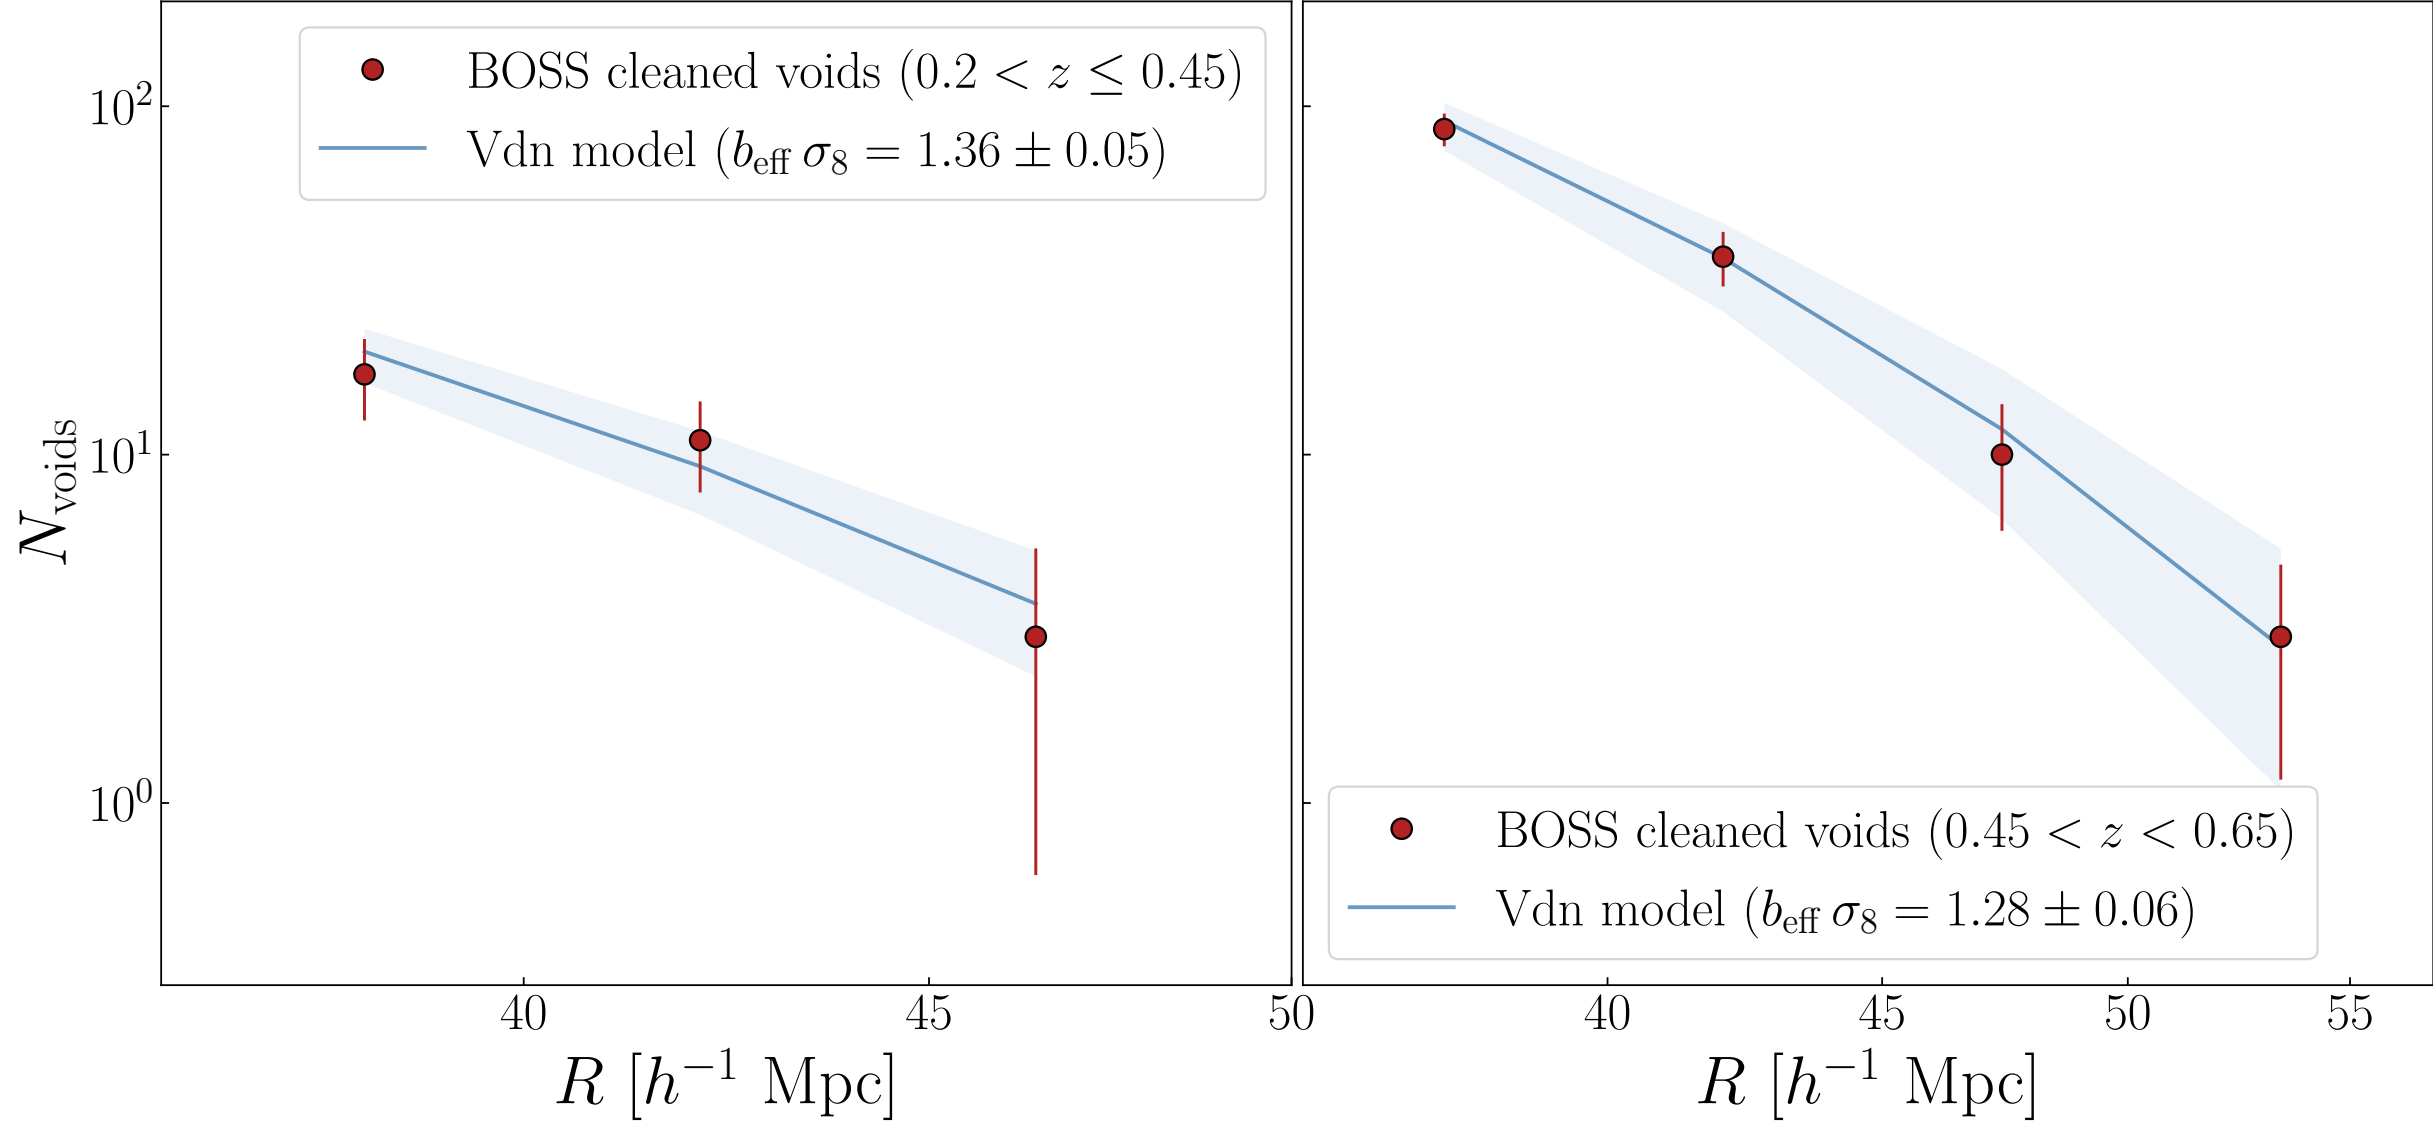 BOSS cleaned voids (0.2 < z ≤ 0.45)
Vdn model (b_eff σ_8 = 1.36 ± 0.05)
10^2
10^1
10^0
N_voids
40 45 50
R [h^−1 Mpc]
BOSS cleaned voids (0.45 < z < 0.65)
Vdn model (b_eff σ_8 = 1.28 ± 0.06)
40 45 50 55
R [h^−1 Mpc]